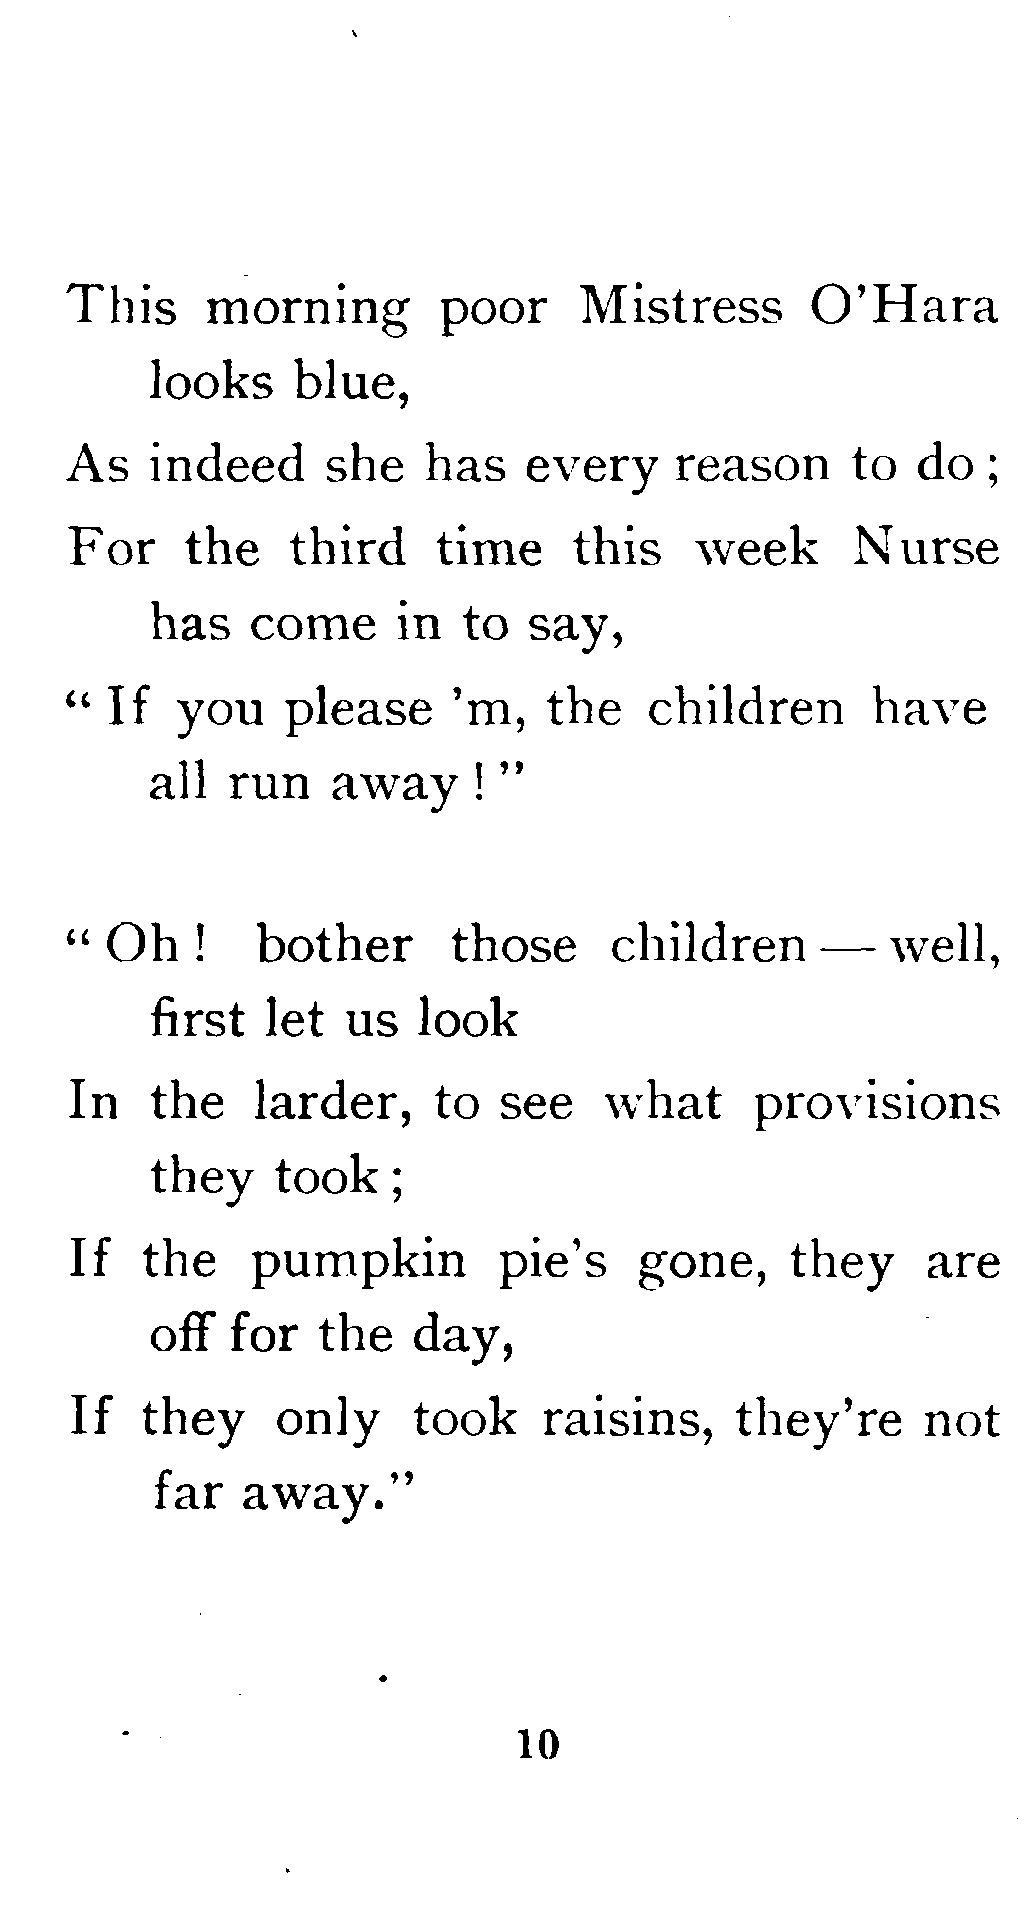 This morning poor Mistress O'Hara
looks blue,
As indeed she has every reason to do;
For the third time this week Nurse
has come in to say,
"If you please 'm, the children have
all run away!"
"Oh! bother those children — well,
first let us look
In the larder, to see what provisions
they took;
If the pumpkin pie's gone, they are
off for the day,
If they only took raisins, they're not
far away."
10